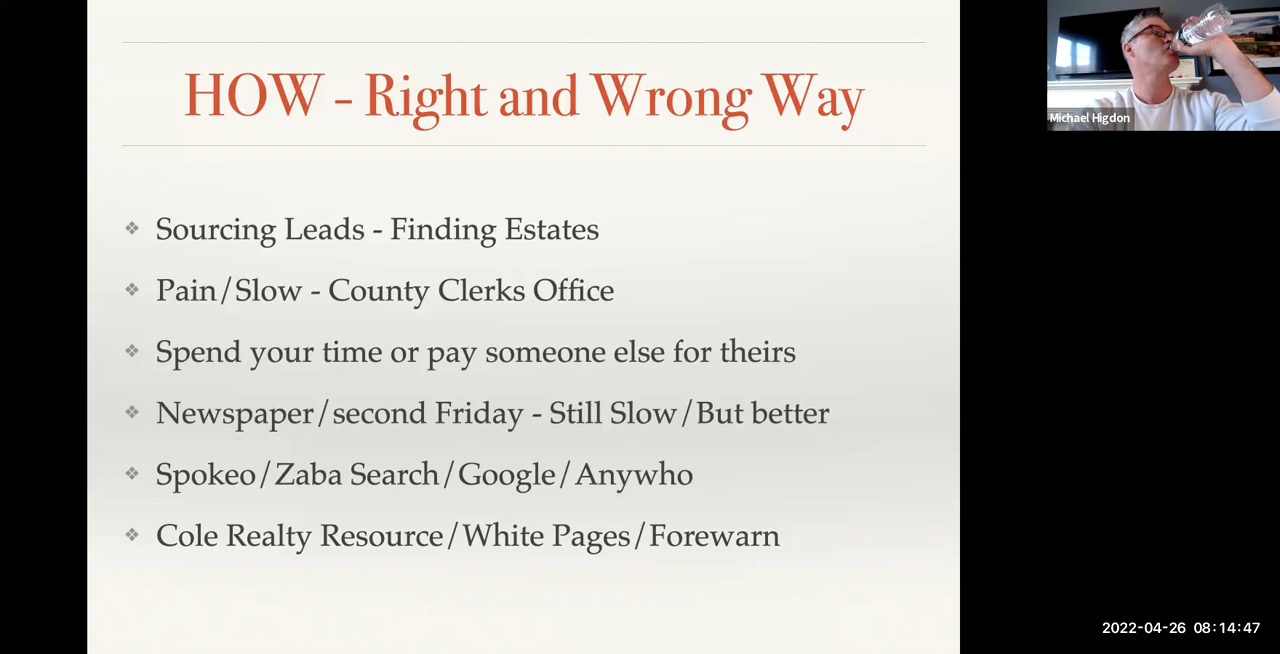 HOW - Right and Wrong Way
Michael Higdon
Sourcing Leads - Finding Estates
Pain/Slow - County Clerks Office
Spend your time or pay someone else for theirs
Newspaper/second Friday - Still Slow/But better
Spokeo/Zaba Search/Google/Anywho
Cole Realty Resource/White Pages/Forewarn
2022-04-26 08:14:47